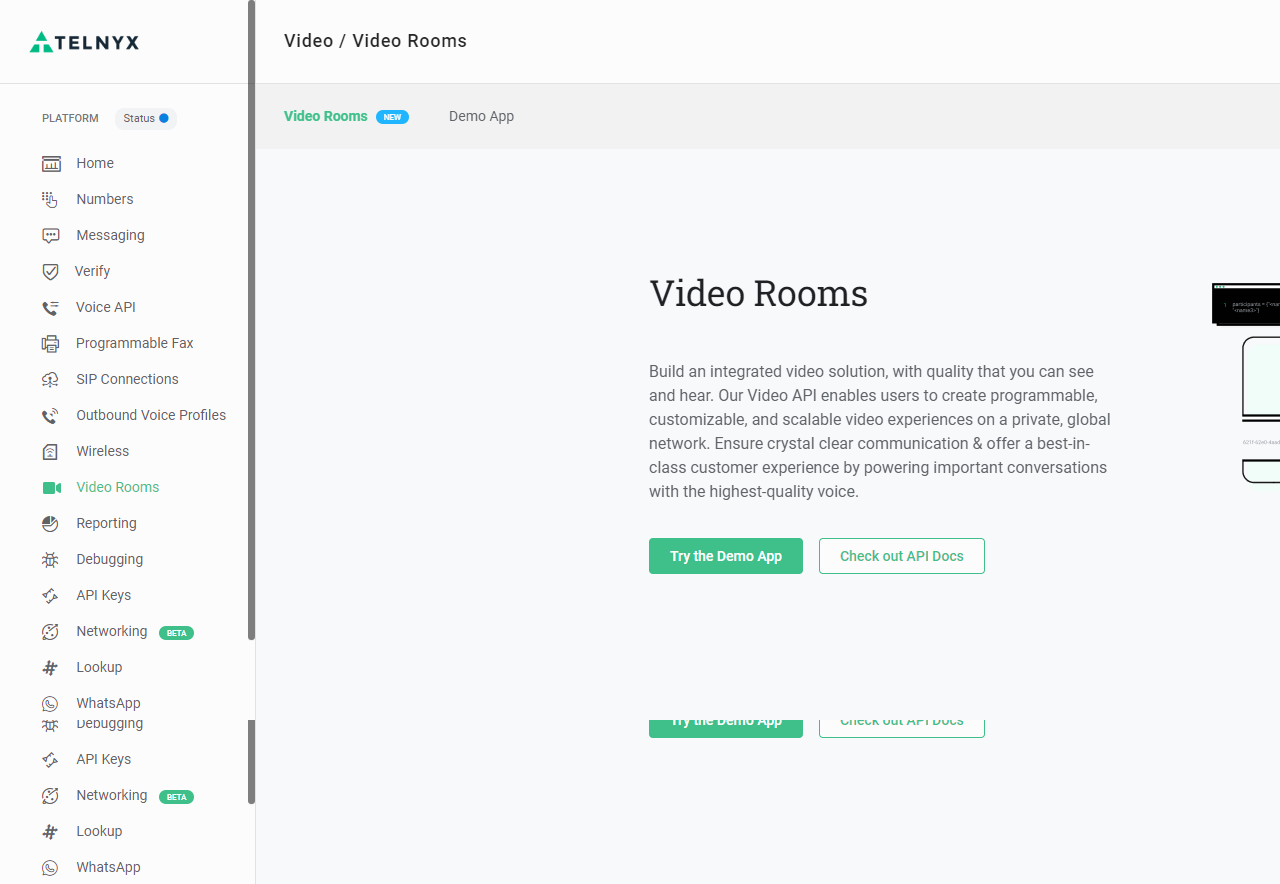 TELNYX
Video / Video Rooms
PLATFORM Status
Video Rooms NEW Demo App
Home
Numbers
Messaging
Verify
Voice API
Programmable Fax
SIP Connections
Outbound Voice Profiles
Wireless
Video Rooms
Reporting
Debugging
API Keys
Networking BETA
Lookup
WhatsApp
Debugging
API Keys
Networking BETA
Lookup
WhatsApp
Video Rooms
Build an integrated video solution, with quality that you can see
and hear. Our Video API enables users to create programmable,
customizable, and scalable video experiences on a private, global
network. Ensure crystal clear communication & offer a best-in-
class customer experience by powering important conversations
with the highest-quality voice.
Try the Demo App Check out API Docs
Try the Demo App Check out API Docs